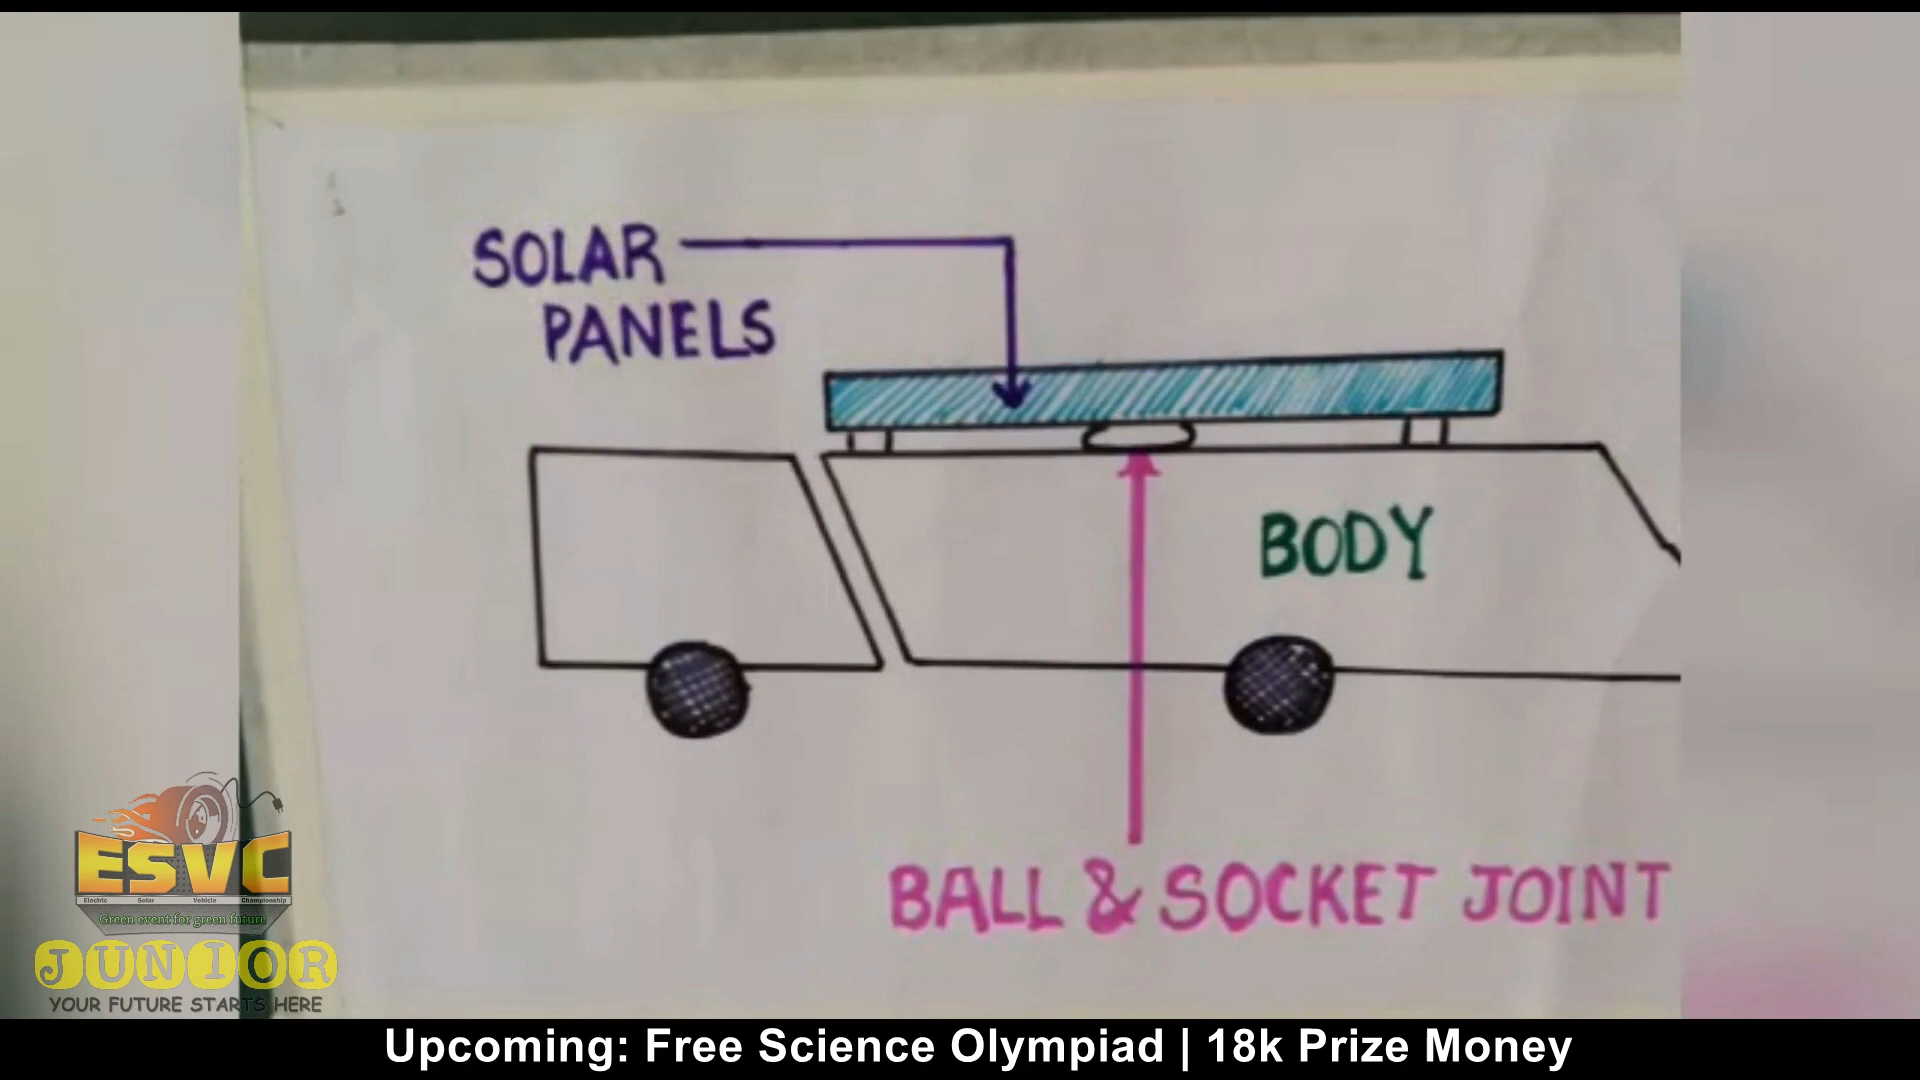 SOLAR
PANELS
BODY
BALL & SOCKET JOINT
ESVC
Electric Solar Vehicle Championship
Green event for green future
JUNIOR
YOUR FUTURE STARTS HERE
Upcoming: Free Science Olympiad | 18k Prize Money